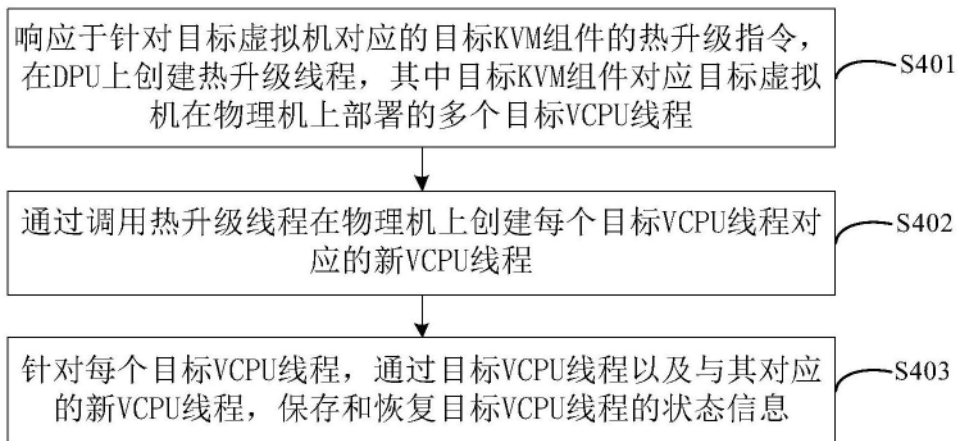 响应于针对目标虚拟机对应的目标KVM组件的热升级指令，
在DPU上创建热升级线程，其中目标KVM组件对应目标虚拟
机在物理机上部署的多个目标VCPU线程
S401
通过调用热升级线程在物理机上创建每个目标VCPU线程对
应的新VCPU线程
S402
针对每个目标VCPU线程，通过目标VCPU线程以及与其对应
的新VCPU线程，保存和恢复目标VCPU线程的状态信息
S403